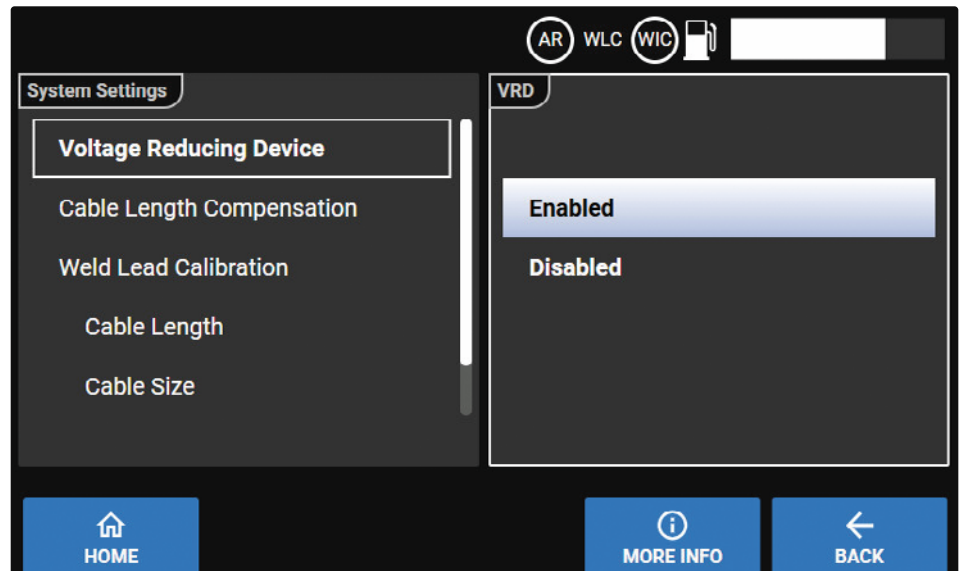 AR WLC WIC
System Settings
Voltage Reducing Device
Cable Length Compensation
Weld Lead Calibration
Cable Length
Cable Size
VRD
Enabled
Disabled
HOME
MORE INFO
BACK